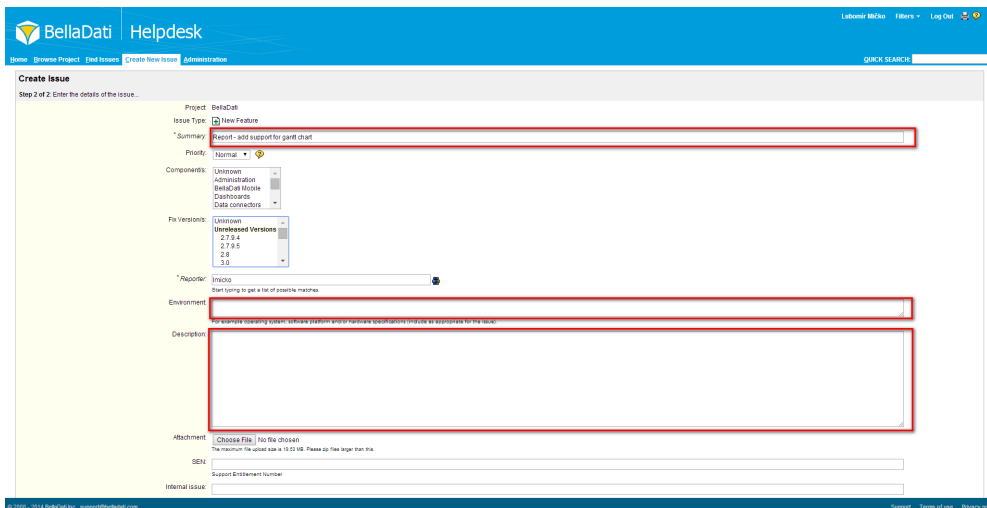 Lubomír Mičko Filters Log Out
BellaDati Helpdesk
Home Browse Project Find Issues Create New Issue Administration QUICK SEARCH:
Create Issue
Step 2 of 2: Enter the details of the issue...
Project: BellaDati
Issue Type: New Feature
* Summary: Report - add support for gantt chart
Priority: Normal
Component/s: Unknown
Administration
BellaDati Mobile
Dashboards
Data connectors
Fix Version/s: Unknown
Unreleased Versions
2.7.9.4
2.7.9.5
2.8
3.0
* Reporter: lmicko
Start typing to get a list of possible matches.
Environment:
For example operating system, software platform and/or hardware specifications (include as appropriate for the issue).
Description:
Attachment: Choose File No file chosen
The maximum file upload size is 19.53 MB. Please zip files larger than this.
SEN:
Support Entitlement Number
Internal issue:
© 2008 - 2014 BellaDati Inc. support@belladati.com Support Terms of use Privacy